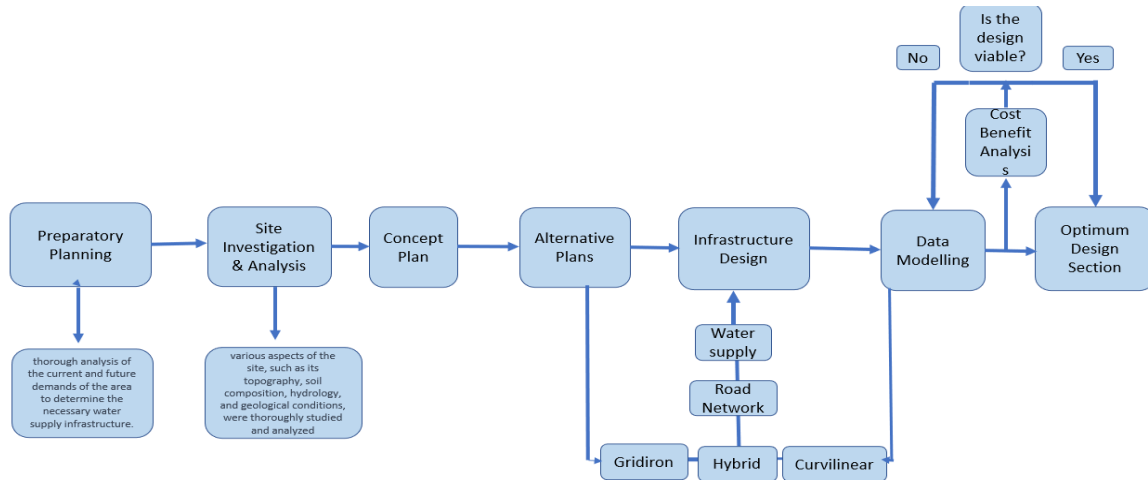 Is the
design
viable?
No
Yes
Cost
Benefit
Analysi
s
Preparatory
Planning
Site
Investigation
& Analysis
Concept
Plan
Alternative
Plans
Infrastructure
Design
Data
Modelling
Optimum
Design
Section
thorough analysis of
the current and future
demands of the area
to determine the
necessary water
supply infrastructure.
various aspects of the
site, such as its
topography, soil
composition, hydrology,
and geological conditions,
were thoroughly studied
and analyzed
Water
supply
Road
Network
Gridiron
Hybrid
Curvilinear